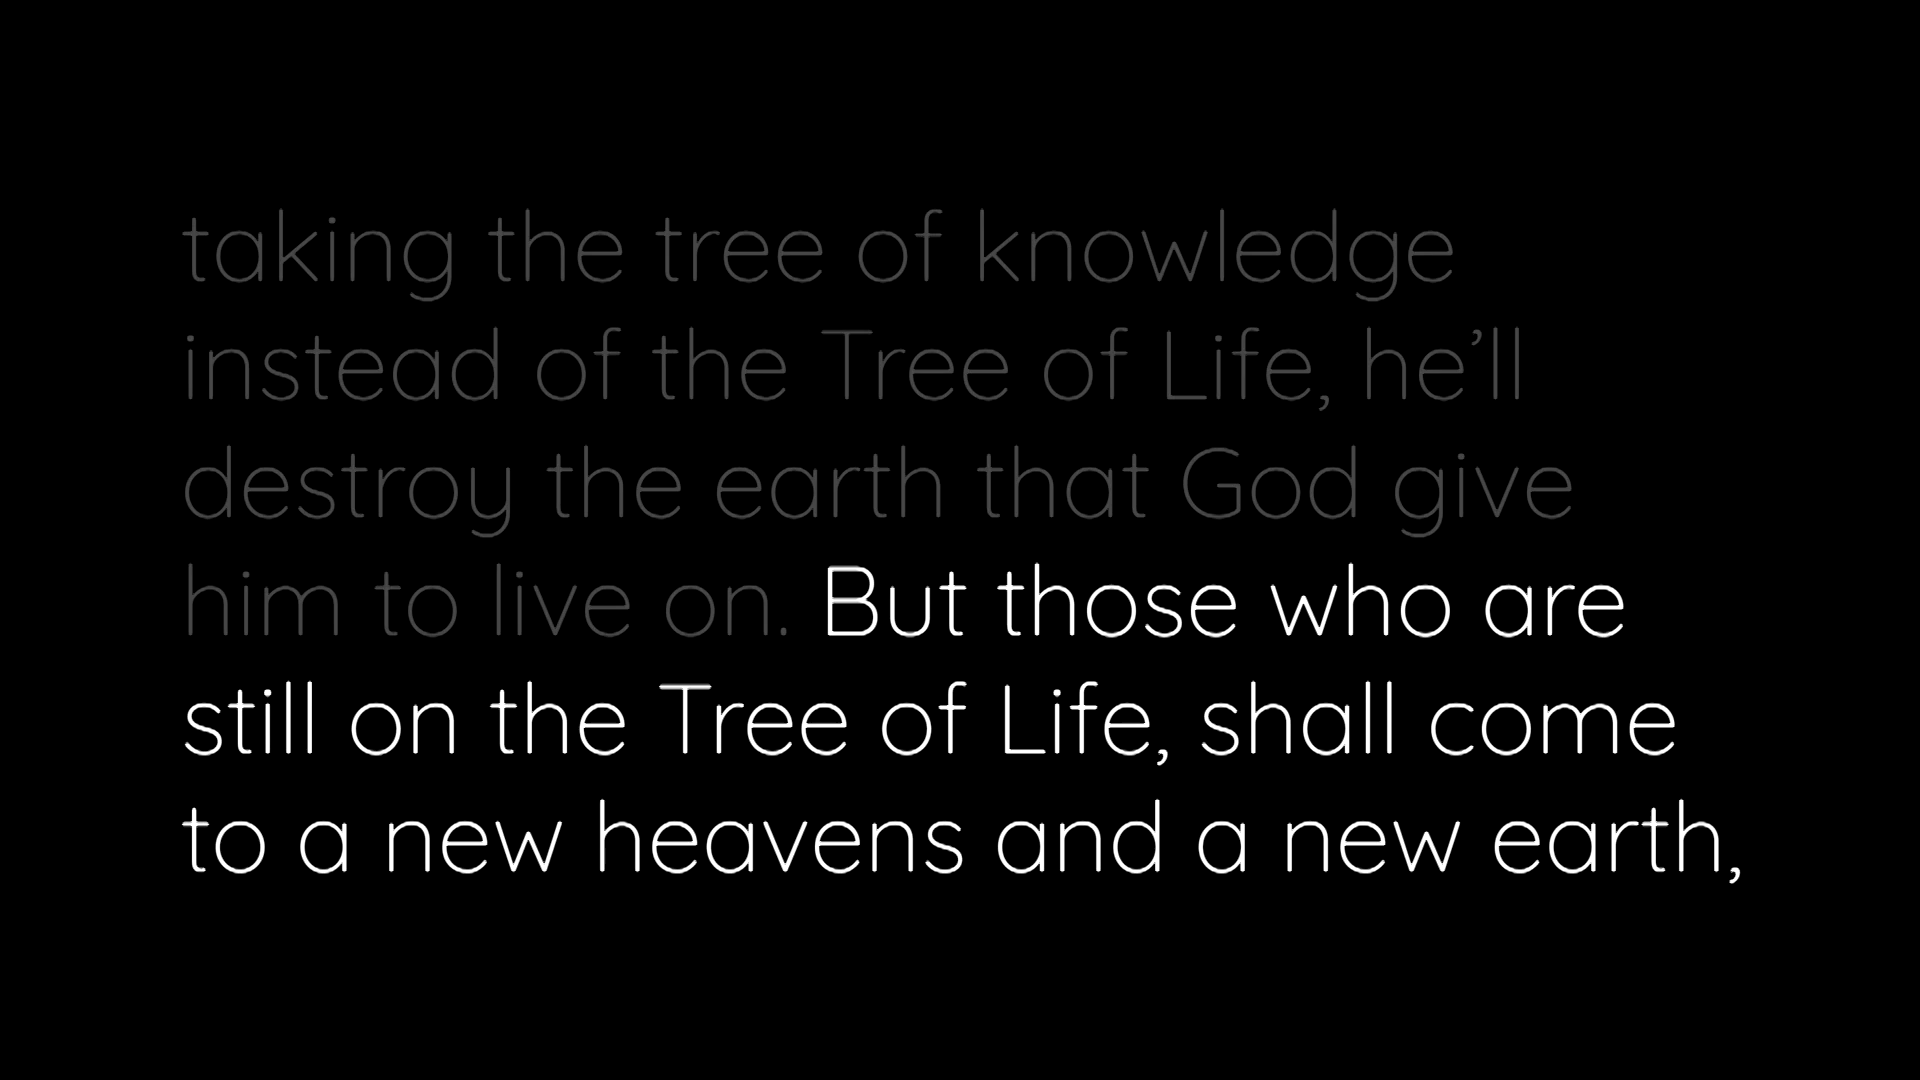 taking the tree of knowledge
instead of the Tree of Life, he’ll
destroy the earth that God give
him to live on. But those who are
still on the Tree of Life, shall come
to a new heavens and a new earth,